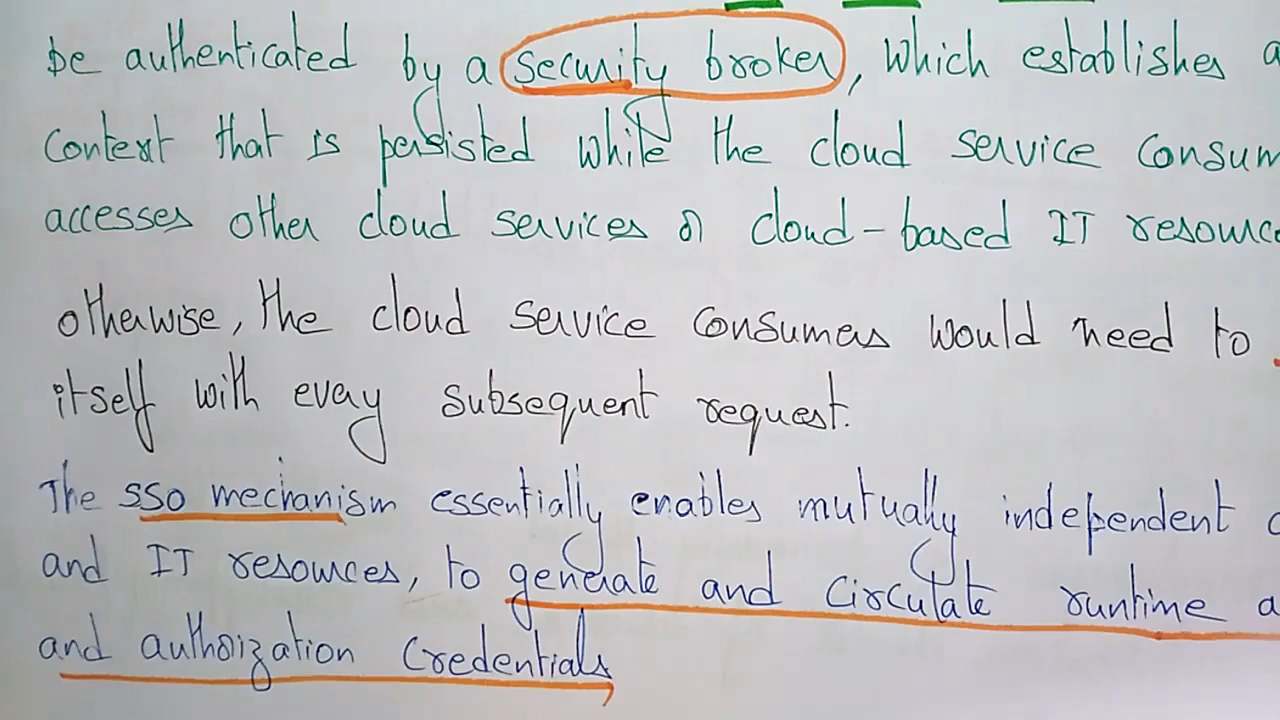 be authenticated by a security broker, which establishes a
context that is persisted while the cloud service consum
accesses other cloud services or cloud-based IT resource
otherwise, the cloud service consumer would need to
itself with every subsequent request.
The SSO mechanism essentially enables mutually independent c
and IT resources, to generate and circulate runtime a
and authorization credentials